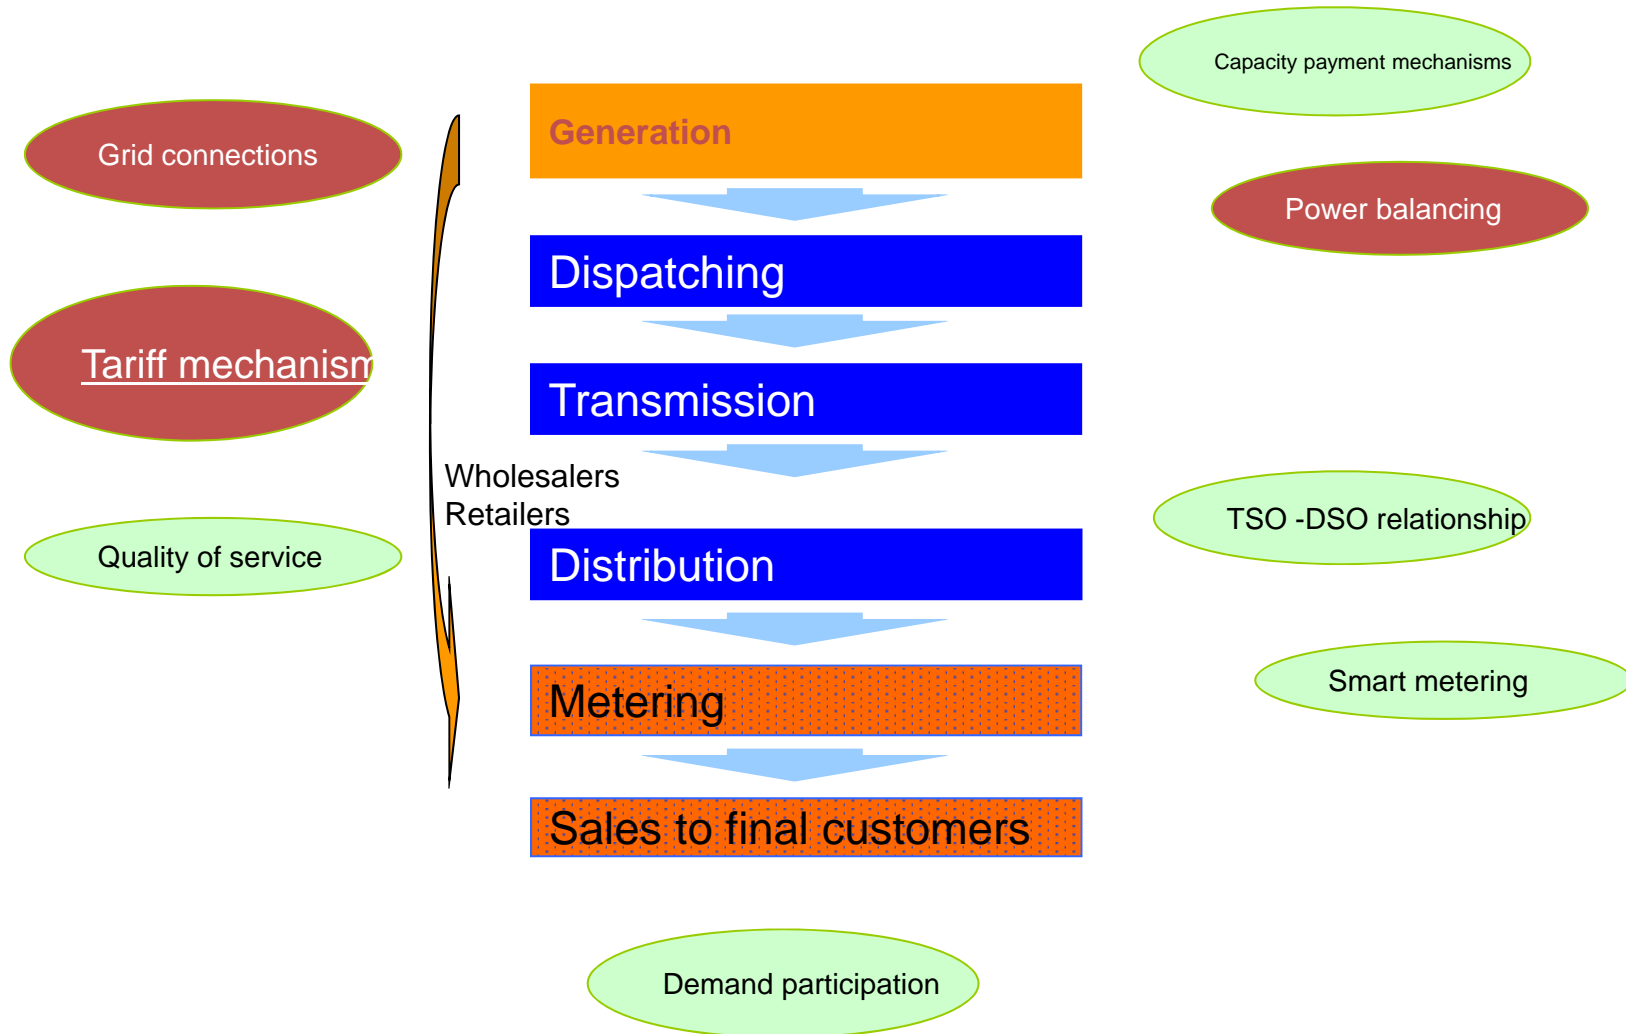 Capacity payment mechanisms
Generation
Grid connections
Power balancing
Dispatching
Tariff mechanism
Transmission
Wholesalers
Retailers
TSO -DSO relationship
Quality of service
Distribution
Smart metering
Metering
Sales to final customers
Demand participation